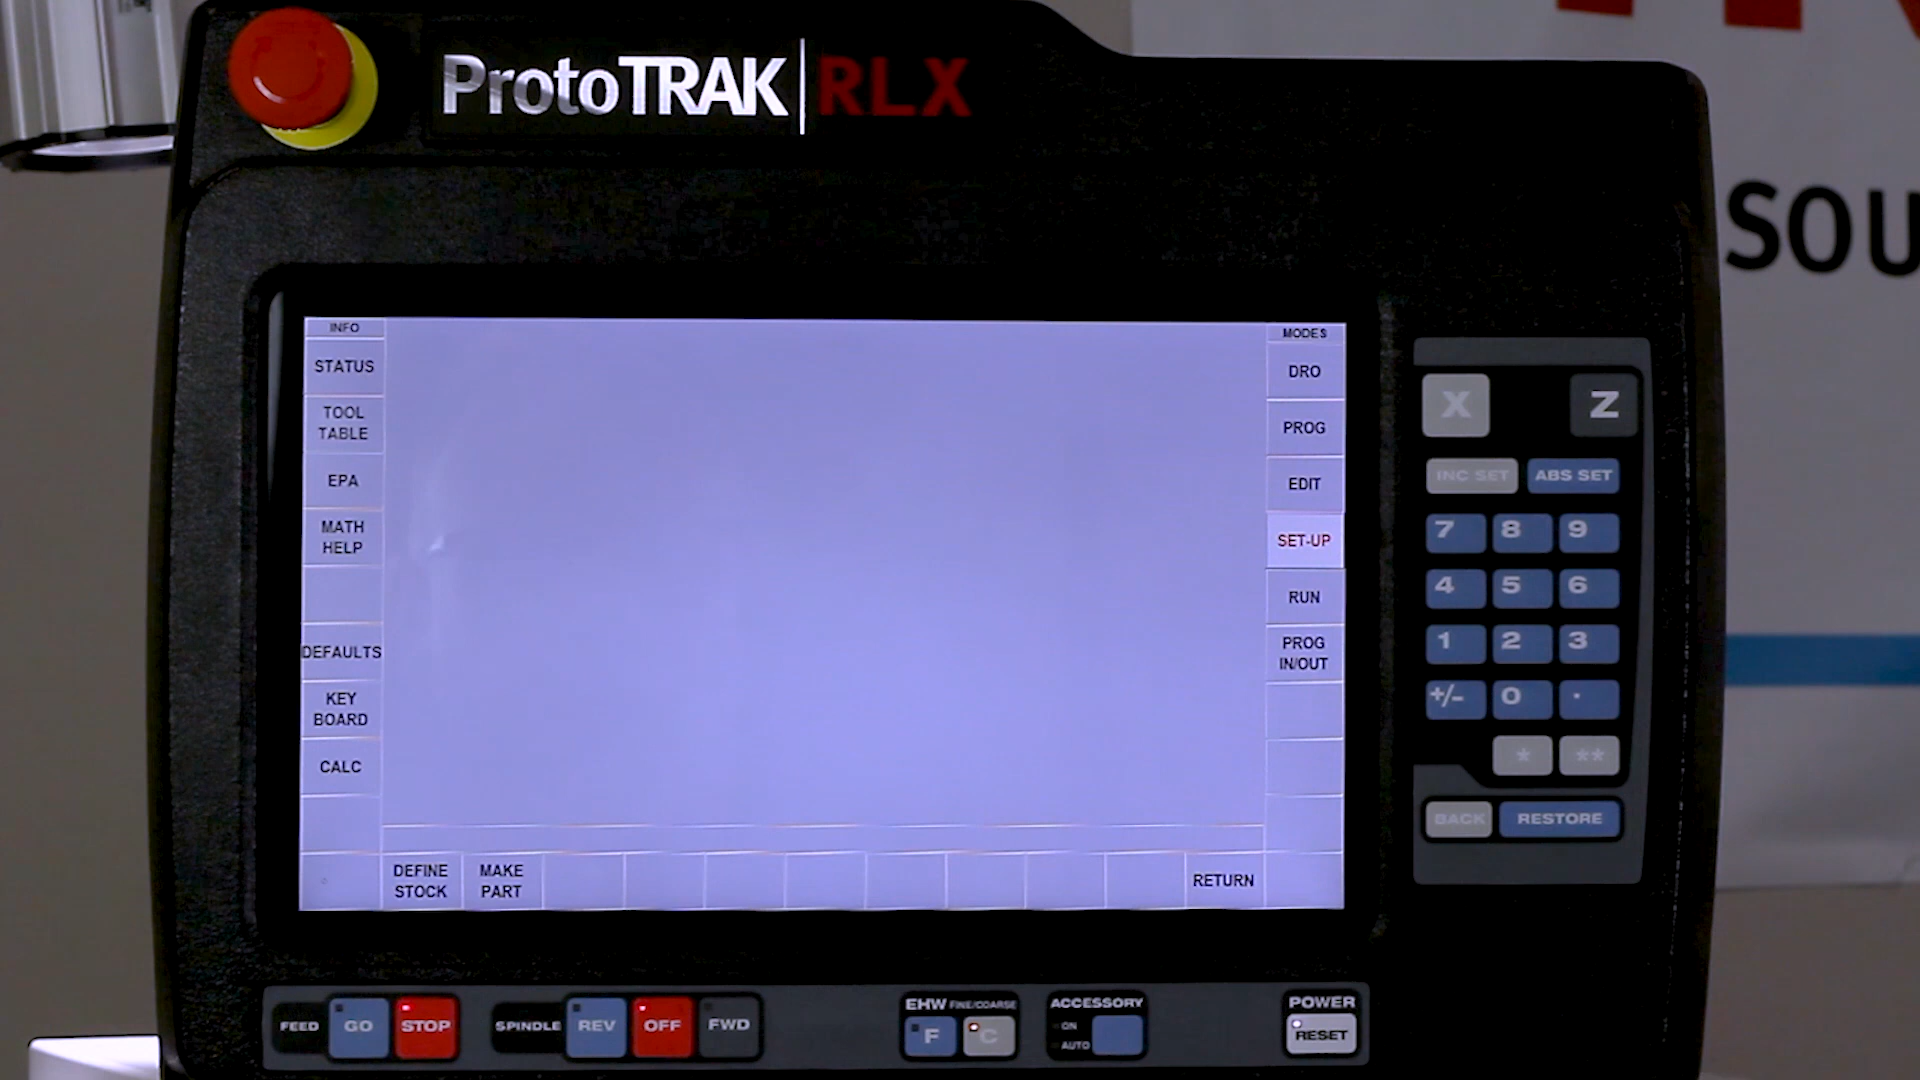 ProtoTRAK RLX
SOU
INFO
STATUS
TOOL
TABLE
EPA
MATH
HELP
DEFAULTS
KEY
BOARD
CALC
DEFINE
STOCK
MAKE
PART
RETURN
MODES
DRO
PROG
EDIT
SET-UP
RUN
PROG
IN/OUT
X Z
INC SET ABS SET
7 8 9
4 5 6
1 2 3
+/- 0 .
* **
BACK RESTORE
FEED GO STOP
SPINDLE REV OFF FWD
EHW FINE/COARSE
F C
ACCESSORY
ON
AUTO
POWER
RESET